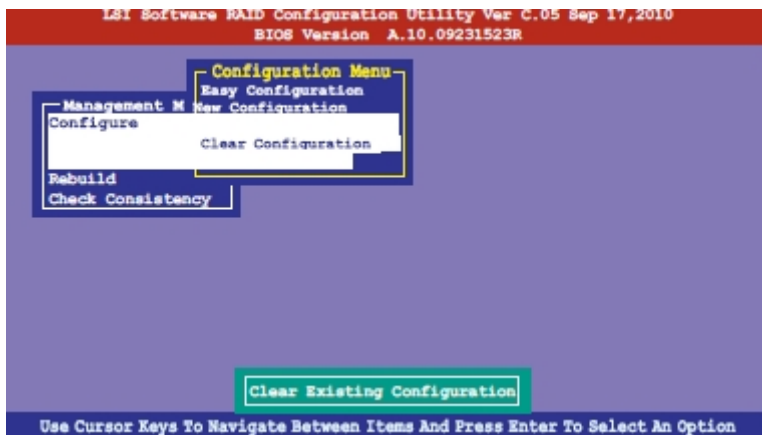 LSI Software RAID Configuration Utility Ver C.05 Sep 17,2010
BIOS Version A.10.09231523R
Configuration Menu
Easy Configuration
New Configuration
Clear Configuration
Management M
Configure
Rebuild
Check Consistency
Clear Existing Configuration
Use Cursor Keys To Navigate Between Items And Press Enter To Select An Option